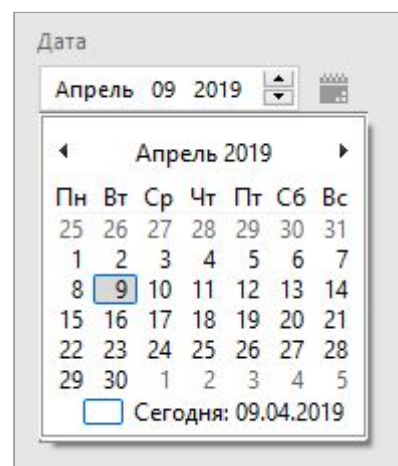 Дата
Апрель 09 2019
Апрель 2019
Пн Вт Ср Чт Пт Сб Вс
25 26 27 28 29 30 31
1 2 3 4 5 6 7
8 9 10 11 12 13 14
15 16 17 18 19 20 21
22 23 24 25 26 27 28
29 30 1 2 3 4 5
Сегодня: 09.04.2019